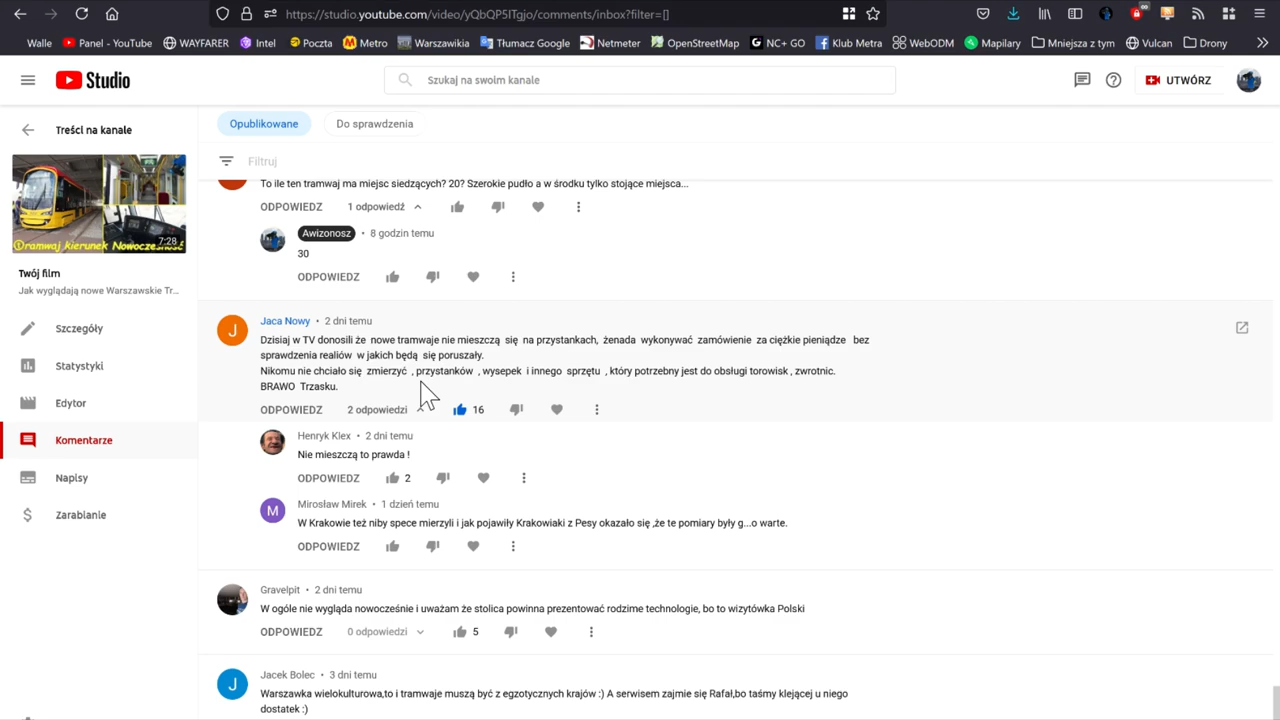 https://studio.youtube.com/video/yQbQP5ITgjo/comments/inbox?filter=[]
Walle Panel - YouTube WAYFARER Intel Poczta Metro Warszawikia Tłumacz Google Netmeter OpenStreetMap NC+ GO Klub Metra WebODM Mapilary Mniejsza z tym Vulcan Drony
Studio
Szukaj na swoim kanale
UTWÓRZ
Treści na kanale
Opublikowane
Do sprawdzenia
Filtruj
7:28
Tramwaj kierunek Nowoczesność
Twój film
Jak wyglądają nowe Warszawskie Tr...
Szczegóły
Statystyki
Edytor
Komentarze
Napisy
Zarabianie
To ile ten tramwaj ma miejsc siedzących? 20? Szerokie pudło a w środku tylko stojące miejsca...
ODPOWIEDZ 1 odpowiedź
Awizonosz • 8 godzin temu
30
ODPOWIEDZ
Jaca Nowy • 2 dni temu
Dzisiaj w TV donosili że nowe tramwaje nie mieszczą się na przystankach, żenada wykonywać zamówienie za ciężkie pieniądze bez
sprawdzenia realiów w jakich będą się poruszały.
Nikomu nie chciało się zmierzyć , przystanków , wysepek i innego sprzętu , który potrzebny jest do obsługi torowisk , zwrotnic.
BRAWO Trzasku.
ODPOWIEDZ 2 odpowiedzi 16
Henryk Klex • 2 dni temu
Nie mieszczą to prawda !
ODPOWIEDZ 2
Mirosław Mirek • 1 dzień temu
W Krakowie też niby spece mierzyli i jak pojawiły Krakowiaki z Pesy okazało się ,że te pomiary były g...o warte.
ODPOWIEDZ
Gravelpit • 2 dni temu
W ogóle nie wygląda nowocześnie i uważam że stolica powinna prezentować rodzime technologie, bo to wizytówka Polski
ODPOWIEDZ 0 odpowiedzi 5
Jacek Bolec • 3 dni temu
Warszawka wielokulturowa,to i tramwaje muszą być z egzotycznych krajów :) A serwisem zajmie się Rafał,bo taśmy klejącej u niego
dostatek :)